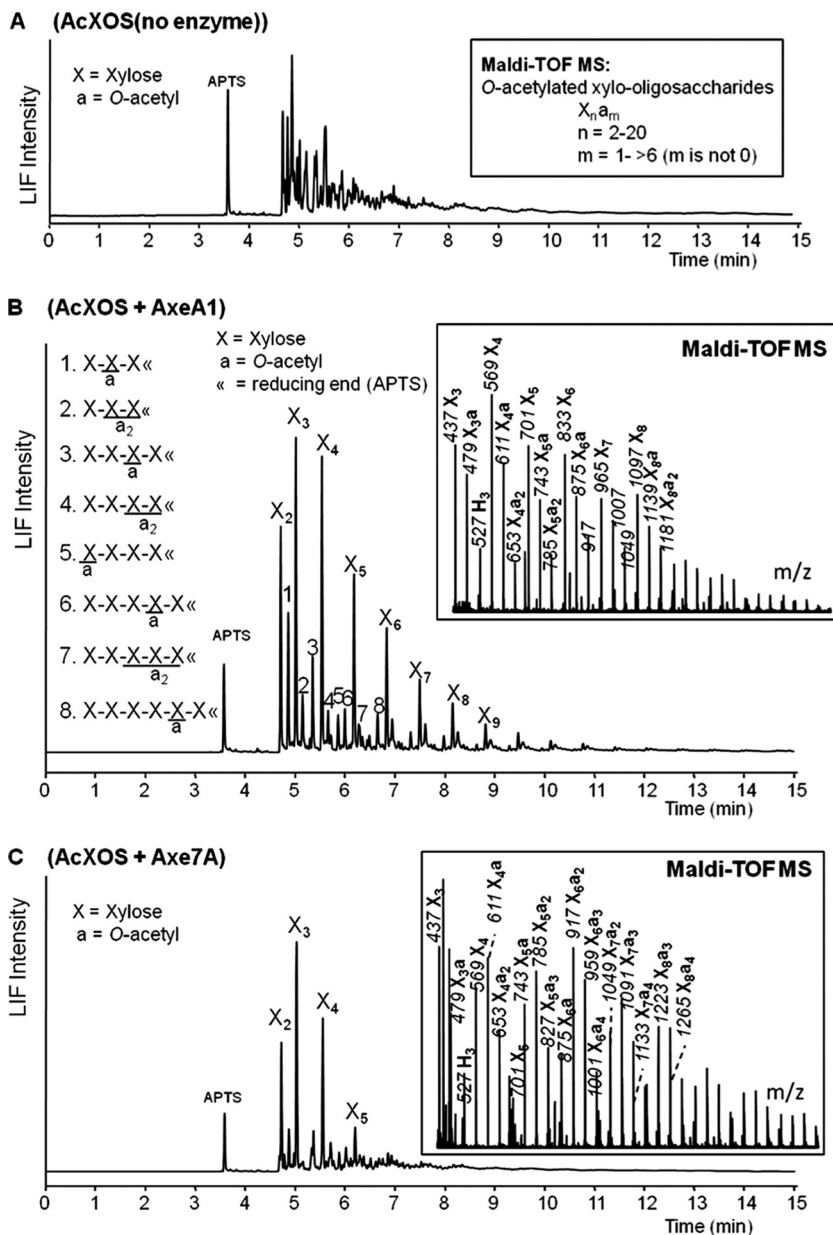 A (AcXOS(no enzyme))
X = Xylose
a = O-acetyl
APTS
Maldi-TOF MS:
O-acetylated xylo-oligosaccharides
Xnam
n = 2-20
m = 1- >6 (m is not 0)
LIF Intensity
0 1 2 3 4 5 6 7 8 9 10 11 12 13 14 15
Time (min)
B (AcXOS + AxeA1)
X = Xylose
a = O-acetyl
« = reducing end (APTS)
1. X-X-X«
a
2. X-X-X«
a2
3. X-X-X-X«
a
4. X-X-X-X«
a2
5. X-X-X-X«
a
6. X-X-X-X-X«
a
7. X-X-X-X-X«
a2
8. X-X-X-X-X-X«
a
LIF Intensity
APTS
X2
1
X3
2
3
X4
4
5
6
X5
7
8
X6
X7
X8
X9
Maldi-TOF MS
437 X3
479 X3a
527 H3
569 X4
611 X4a
653 X4a2
701 X5
743 X5a
785 X5a2
833 X6
875 X6a
917
965 X7
1007
1049
1097 X8
1139 X8a
1181 X8a2
m/z
0 1 2 3 4 5 6 7 8 9 10 11 12 13 14 15
Time (min)
C (AcXOS + Axe7A)
X = Xylose
a = O-acetyl
LIF Intensity
APTS
X2
X3
X4
X5
Maldi-TOF MS
437 X3
479 X3a
527 H3
569 X4
611 X4a
653 X4a2
701 X5
743 X5a
785 X5a2
827 X5a3
875 X6a
917 X6a2
959 X6a3
1001 X6a4
1049 X7a2
1091 X7a3
1133 X7a4
1223 X8a3
1265 X8a4
m/z
0 1 2 3 4 5 6 7 8 9 10 11 12 13 14 15
Time (min)